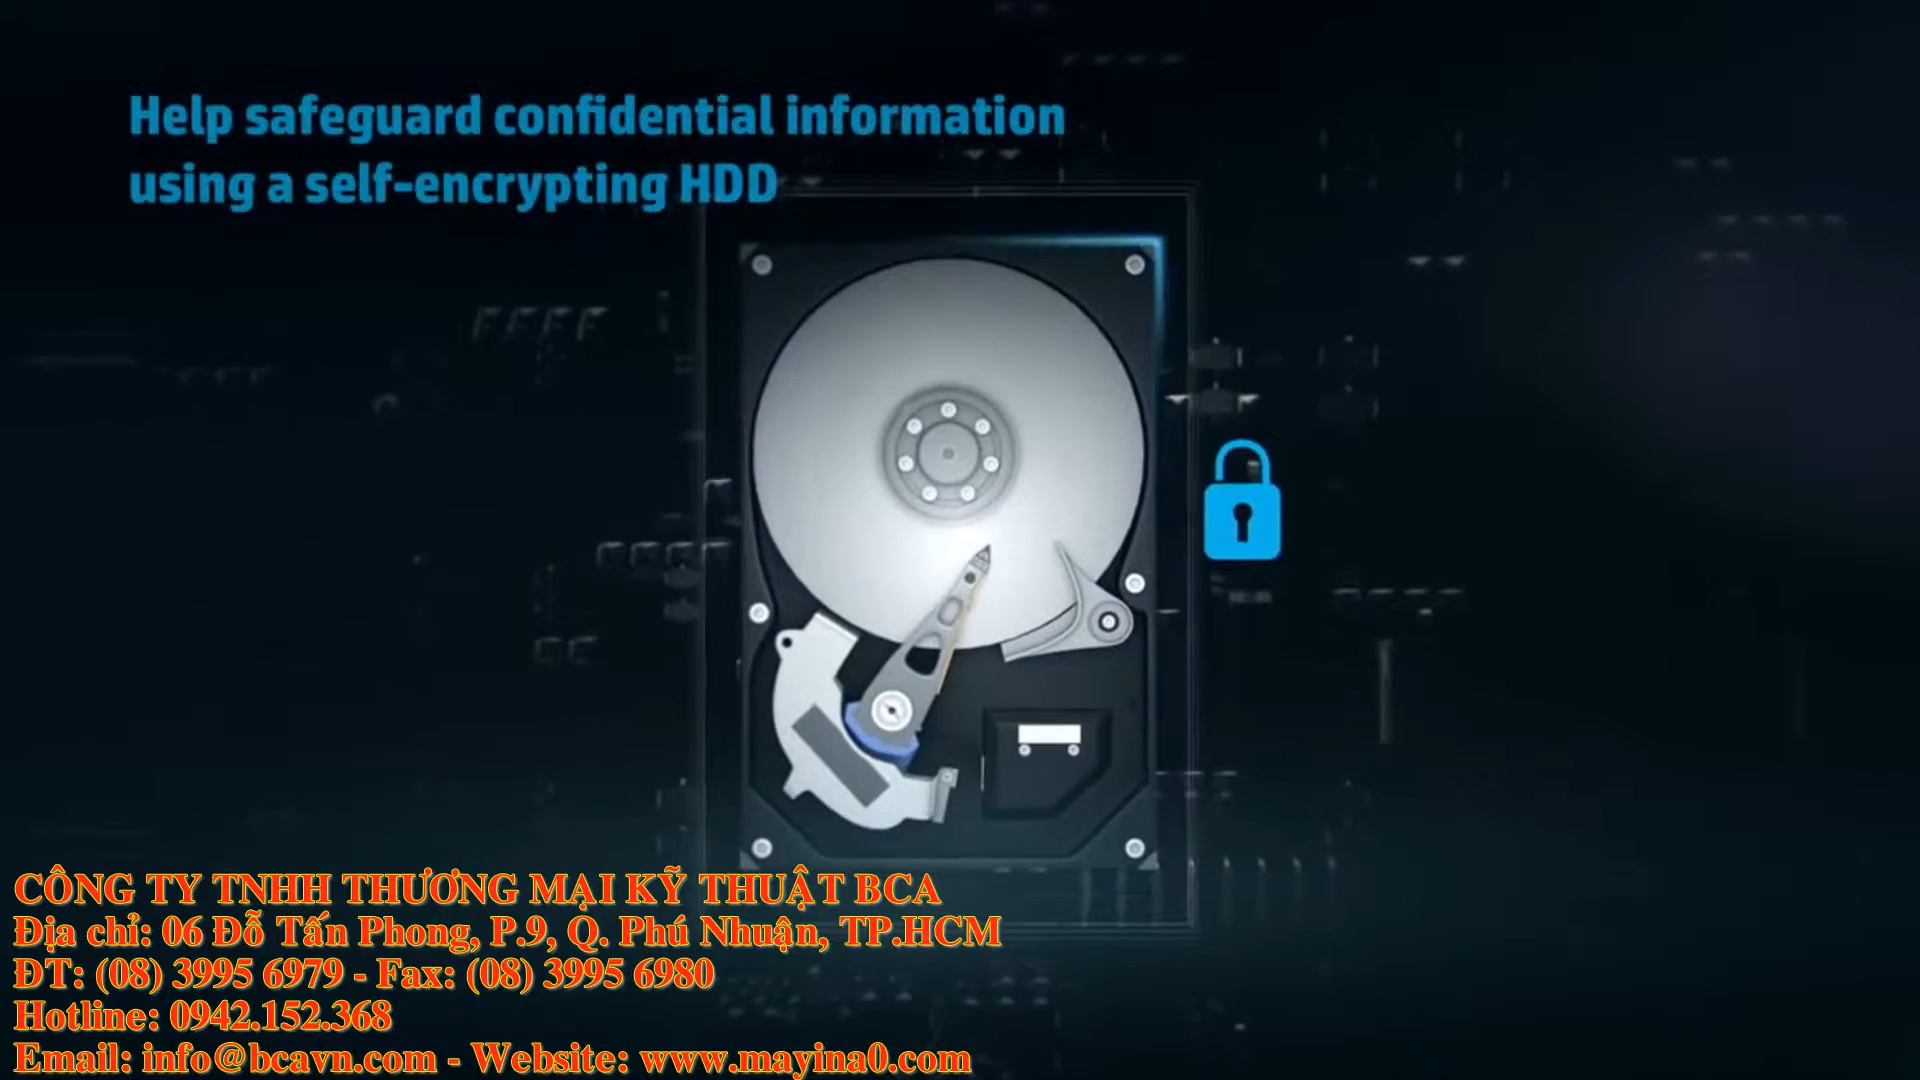 Help safeguard confidential information
using a self-encrypting HDD
CÔNG TY TNHH THƯƠNG MẠI KỸ THUẬT BCA
Địa chỉ: 06 Đỗ Tấn Phong, P.9, Q. Phú Nhuận, TP.HCM
ĐT: (08) 3995 6979 - Fax: (08) 3995 6980
Hotline: 0942.152.368
Email: info@bcavn.com - Website: www.mayina0.com